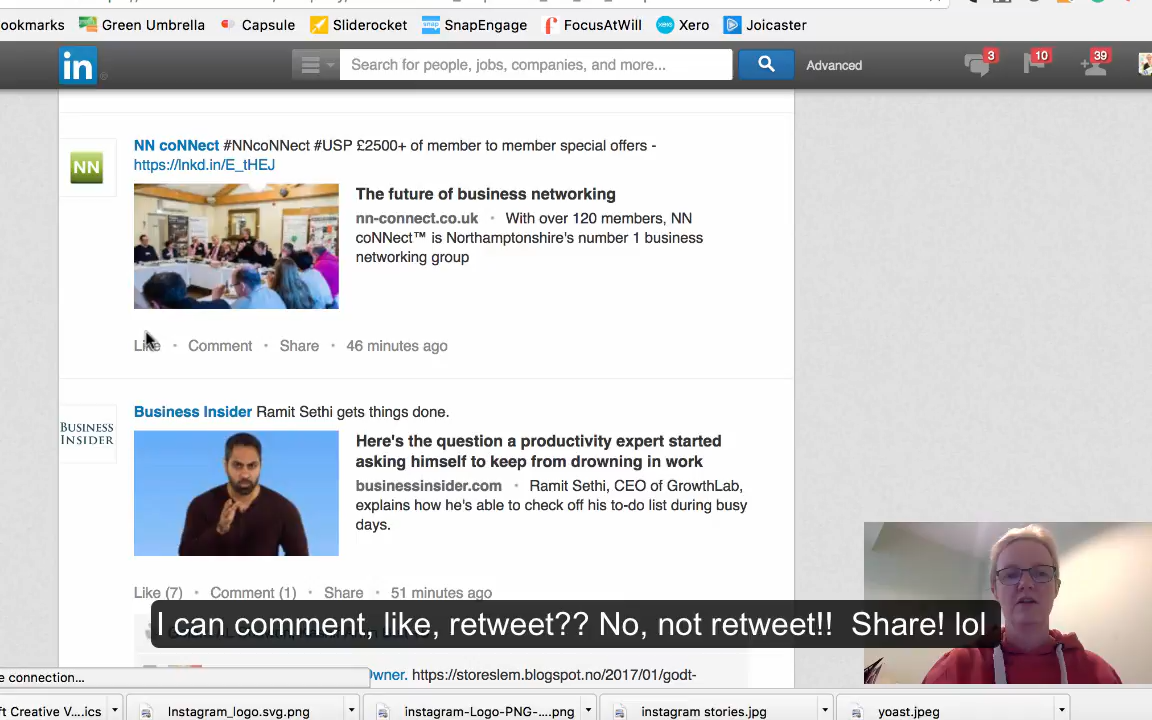 ookmarks Green Umbrella Capsule Sliderocket SnapEngage FocusAtWill Xero Joicaster
in Search for people, jobs, companies, and more... Advanced 3 10 39
NN coNNect #NNcoNNect #USP £2500+ of member to member special offers -
https://lnkd.in/E_tHEJ
NN
The future of business networking
nn-connect.co.uk • With over 120 members, NN
coNNect™ is Northamptonshire's number 1 business
networking group
Like • Comment • Share • 46 minutes ago
Business Insider Ramit Sethi gets things done.
BUSINESS
INSIDER
Here's the question a productivity expert started
asking himself to keep from drowning in work
businessinsider.com • Ramit Sethi, CEO of GrowthLab,
explains how he's able to check off his to-do list during busy
days.
Like (7) • Comment (1) • Share • 51 minutes ago
I can comment, like, retweet?? No, not retweet!! Share! lol
Owner. https://storeslem.blogspot.no/2017/01/godt-
e connection...
ft Creative V....ics Instagram_logo.svg.png instagram-Logo-PNG-....png instagram stories.jpg yoast.jpeg